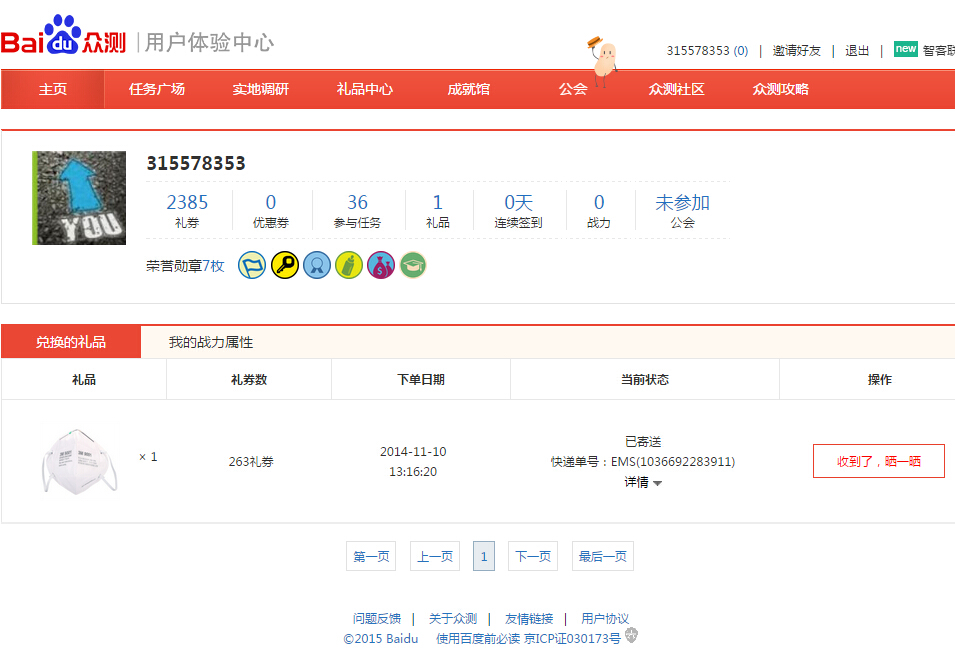 Bai du 众测 | 用户体验中心
315578353 (0) | 邀请好友 | 退出 | new 智客联
主页 任务广场 实地调研 礼品中心 成就馆 公会 众测社区 众测攻略
YOU
315578353
2385 0 36 1 0天 0 未参加
礼券 优惠券 参与任务 礼品 连续签到 战力 公会
荣誉勋章7枚
兑换的礼品 我的战力属性
礼品 礼券数 下单日期 当前状态 操作
× 1 263礼券
2014-11-10
13:16:20
已寄送
快递单号：EMS(1036692283911)
详情
收到了，晒一晒
第一页 上一页 1 下一页 最后一页
问题反馈 | 关于众测 | 友情链接 | 用户协议
©2015 Baidu 使用百度前必读 京ICP证030173号